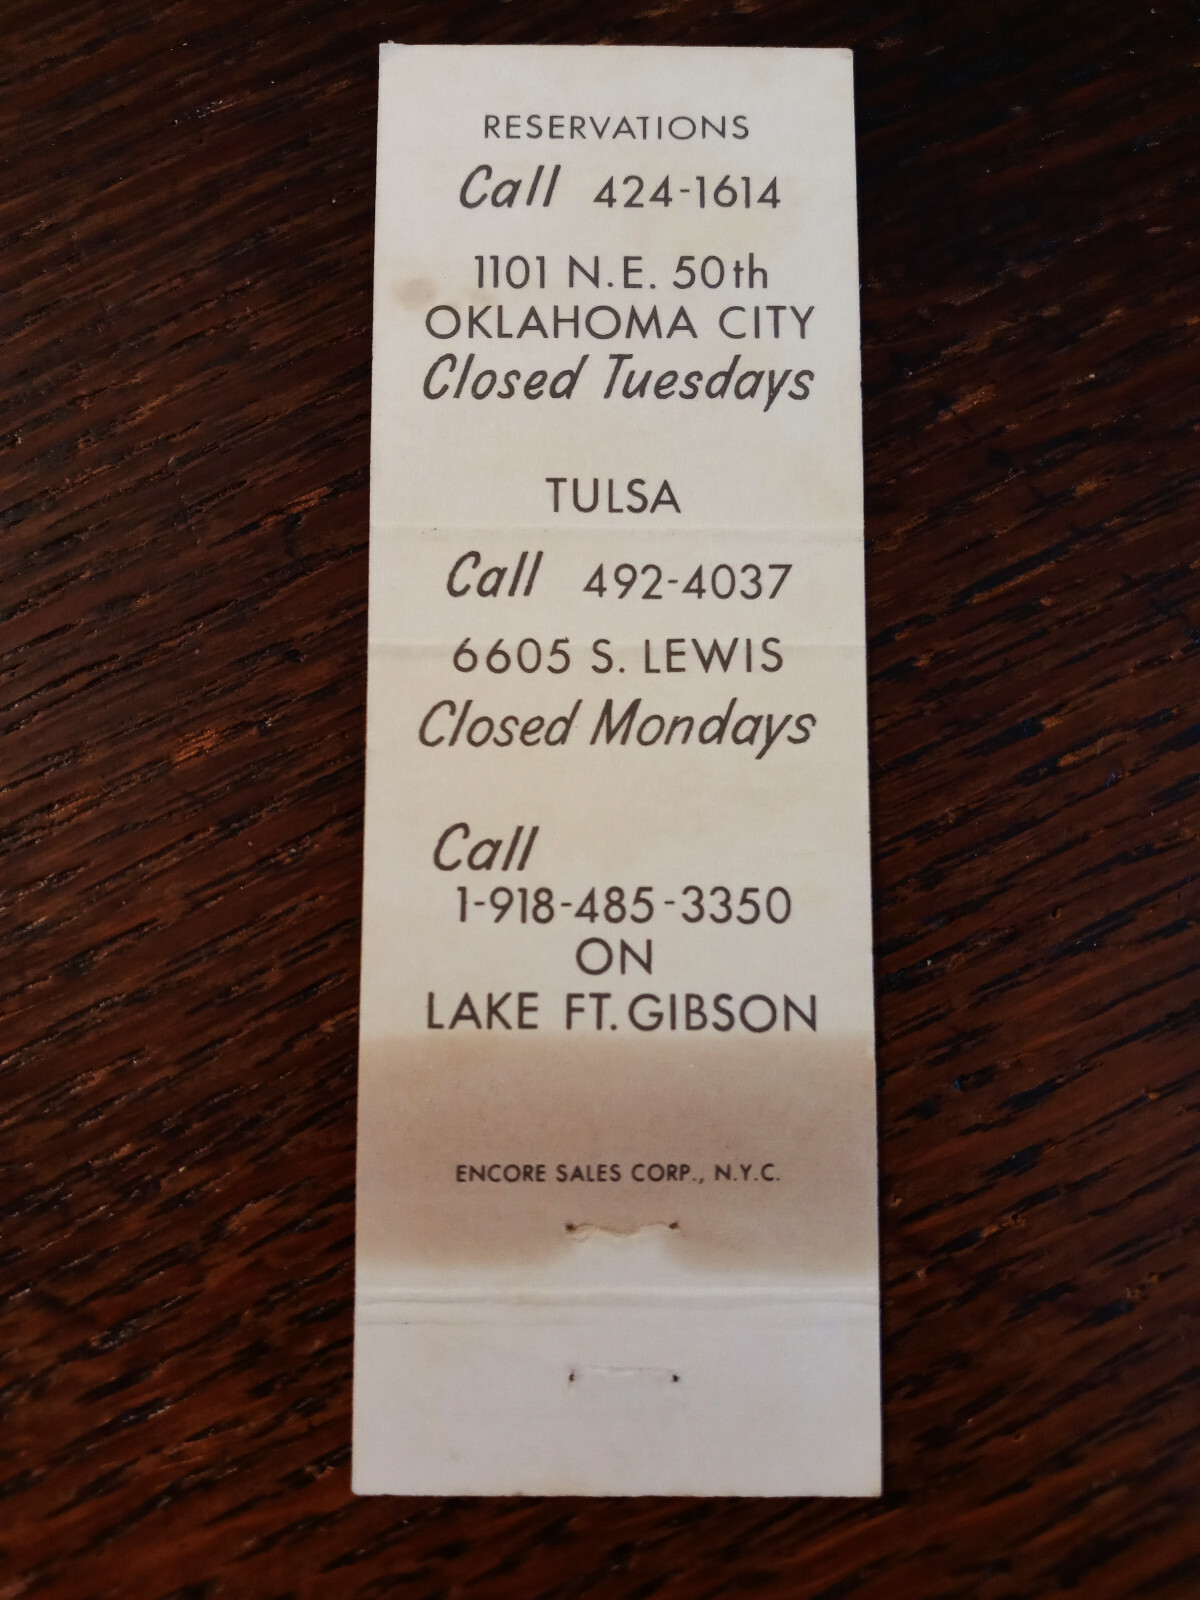 RESERVATIONS
Call 424-1614
1101 N.E. 50th
OKLAHOMA CITY
Closed Tuesdays
TULSA
Call 492-4037
6605 S. LEWIS
Closed Mondays
Call
1-918-485-3350
ON
LAKE FT. GIBSON
ENCORE SALES CORP., N.Y.C.